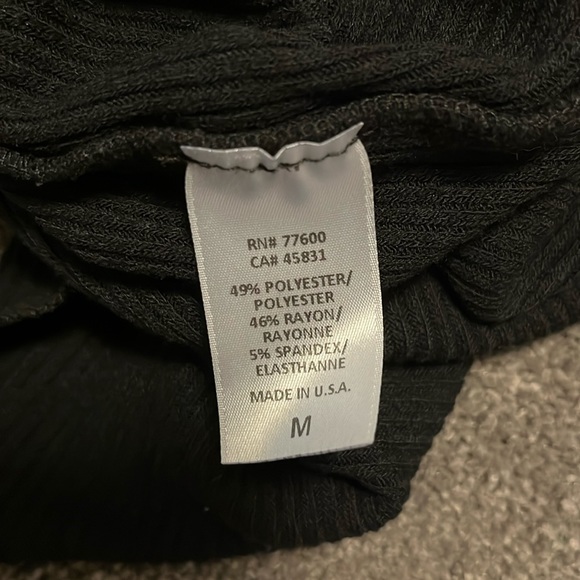 RN# 77600
CA# 45831
49% POLYESTER/
POLYESTER
46% RAYON/
RAYONNE
5% SPANDEX/
ELASTHANNE
MADE IN U.S.A.
M